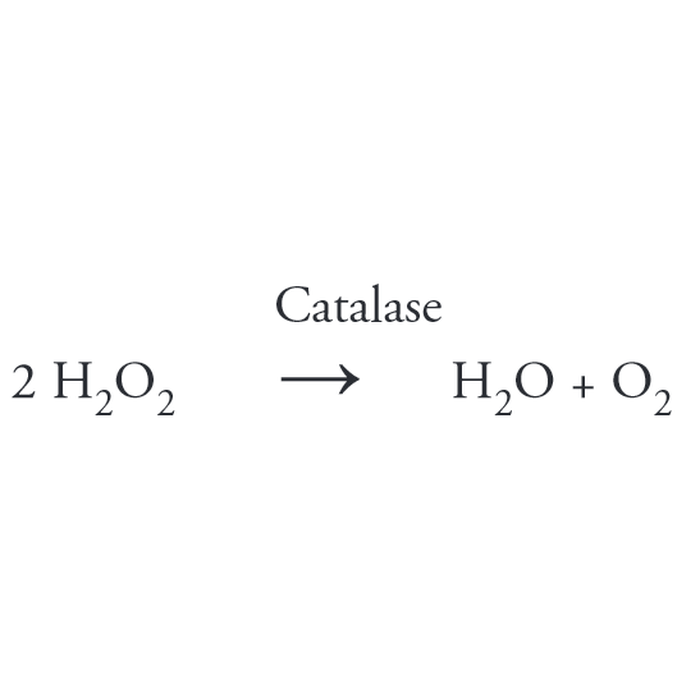 Catalase
2 H₂O₂ → H₂O + O₂